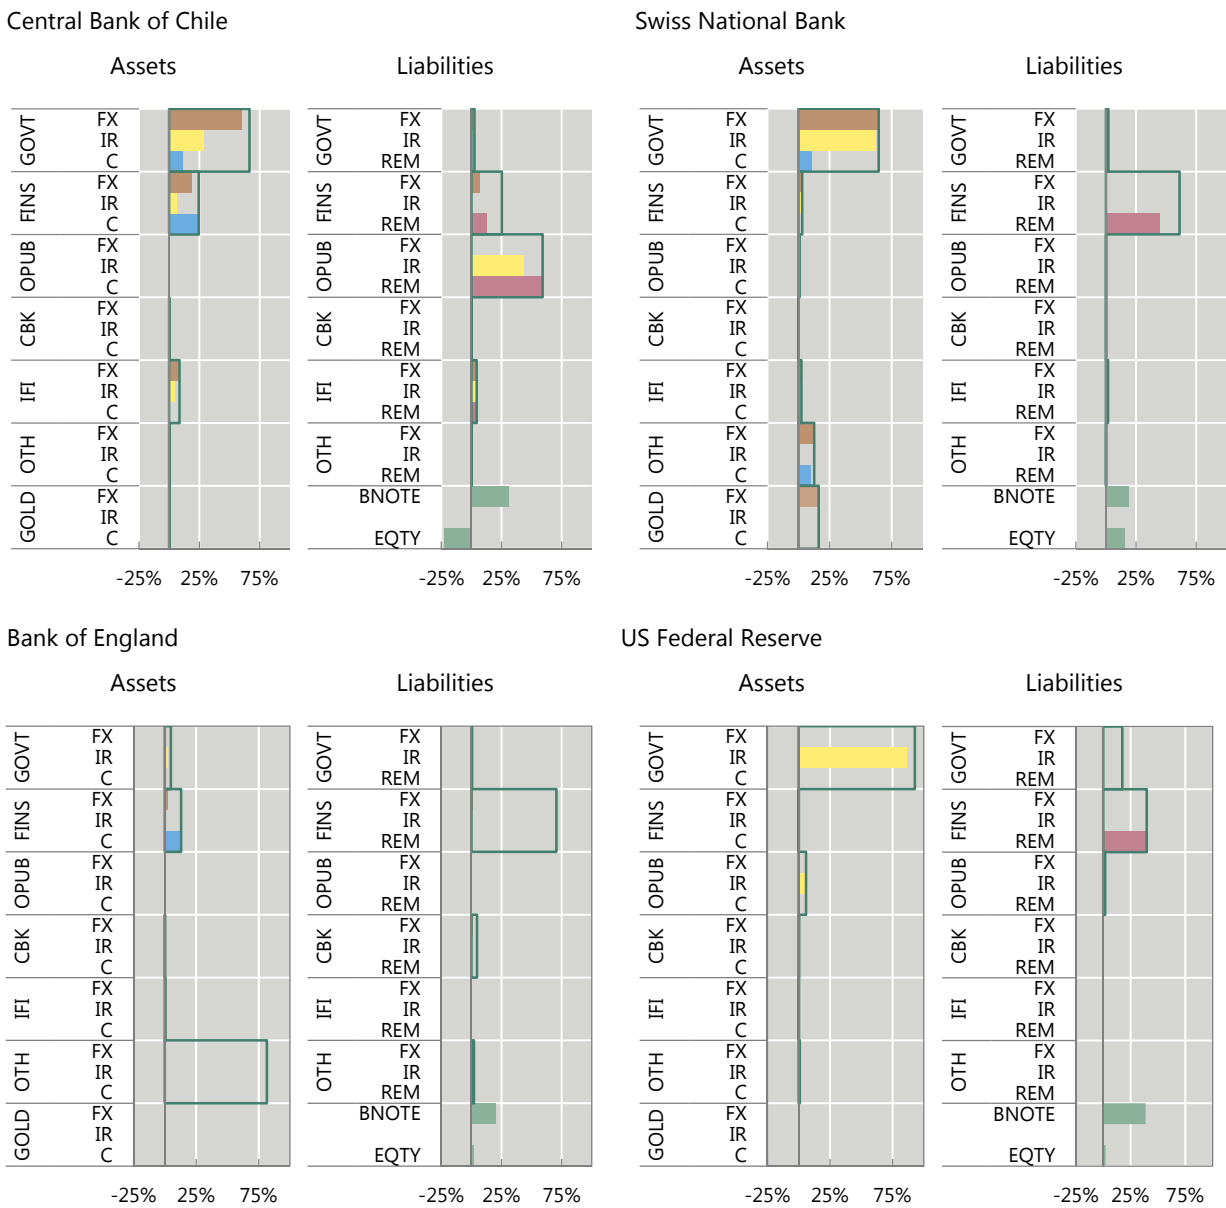 Central Bank of Chile
Swiss National Bank
Assets
Liabilities
Assets
Liabilities
GOVT FX IR C
FINS FX IR C
OPUB FX IR C
CBK FX IR C
IFI FX IR C
OTH FX IR C
GOLD FX IR C
-25% 25% 75%
GOVT FX IR REM
FINS FX IR REM
OPUB FX IR REM
CBK FX IR REM
IFI FX IR REM
OTH FX IR REM
BNOTE
EQTY
-25% 25% 75%
GOVT FX IR C
FINS FX IR C
OPUB FX IR C
CBK FX IR C
IFI FX IR C
OTH FX IR C
GOLD FX IR C
-25% 25% 75%
GOVT FX IR REM
FINS FX IR REM
OPUB FX IR REM
CBK FX IR REM
IFI FX IR REM
OTH FX IR REM
BNOTE
EQTY
-25% 25% 75%
Bank of England
US Federal Reserve
Assets
Liabilities
Assets
Liabilities
GOVT FX IR C
FINS FX IR C
OPUB FX IR C
CBK FX IR C
IFI FX IR C
OTH FX IR C
GOLD FX IR C
-25% 25% 75%
GOVT FX IR REM
FINS FX IR REM
OPUB FX IR REM
CBK FX IR REM
IFI FX IR REM
OTH FX IR REM
BNOTE
EQTY
-25% 25% 75%
GOVT FX IR C
FINS FX IR C
OPUB FX IR C
CBK FX IR C
IFI FX IR C
OTH FX IR C
GOLD FX IR C
-25% 25% 75%
GOVT FX IR REM
FINS FX IR REM
OPUB FX IR REM
CBK FX IR REM
IFI FX IR REM
OTH FX IR REM
BNOTE
EQTY
-25% 25% 75%